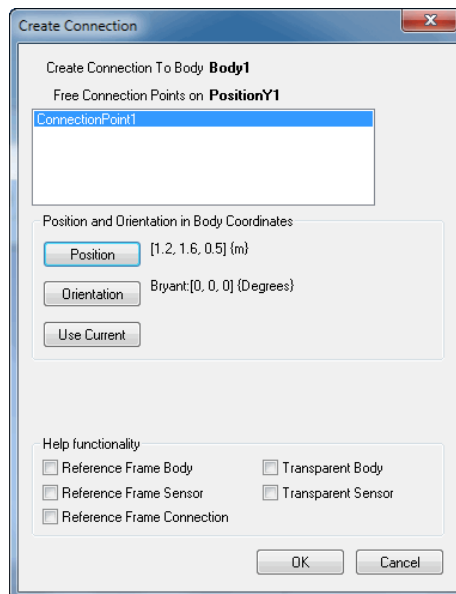 Create Connection
Create Connection To Body Body1
Free Connection Points on PositionY1
ConnectionPoint1
Position and Orientation in Body Coordinates
Position [1.2, 1.6, 0.5] {m}
Orientation Bryant:[0, 0, 0] {Degrees}
Use Current
Help functionality
Reference Frame Body Transparent Body
Reference Frame Sensor Transparent Sensor
Reference Frame Connection
OK Cancel